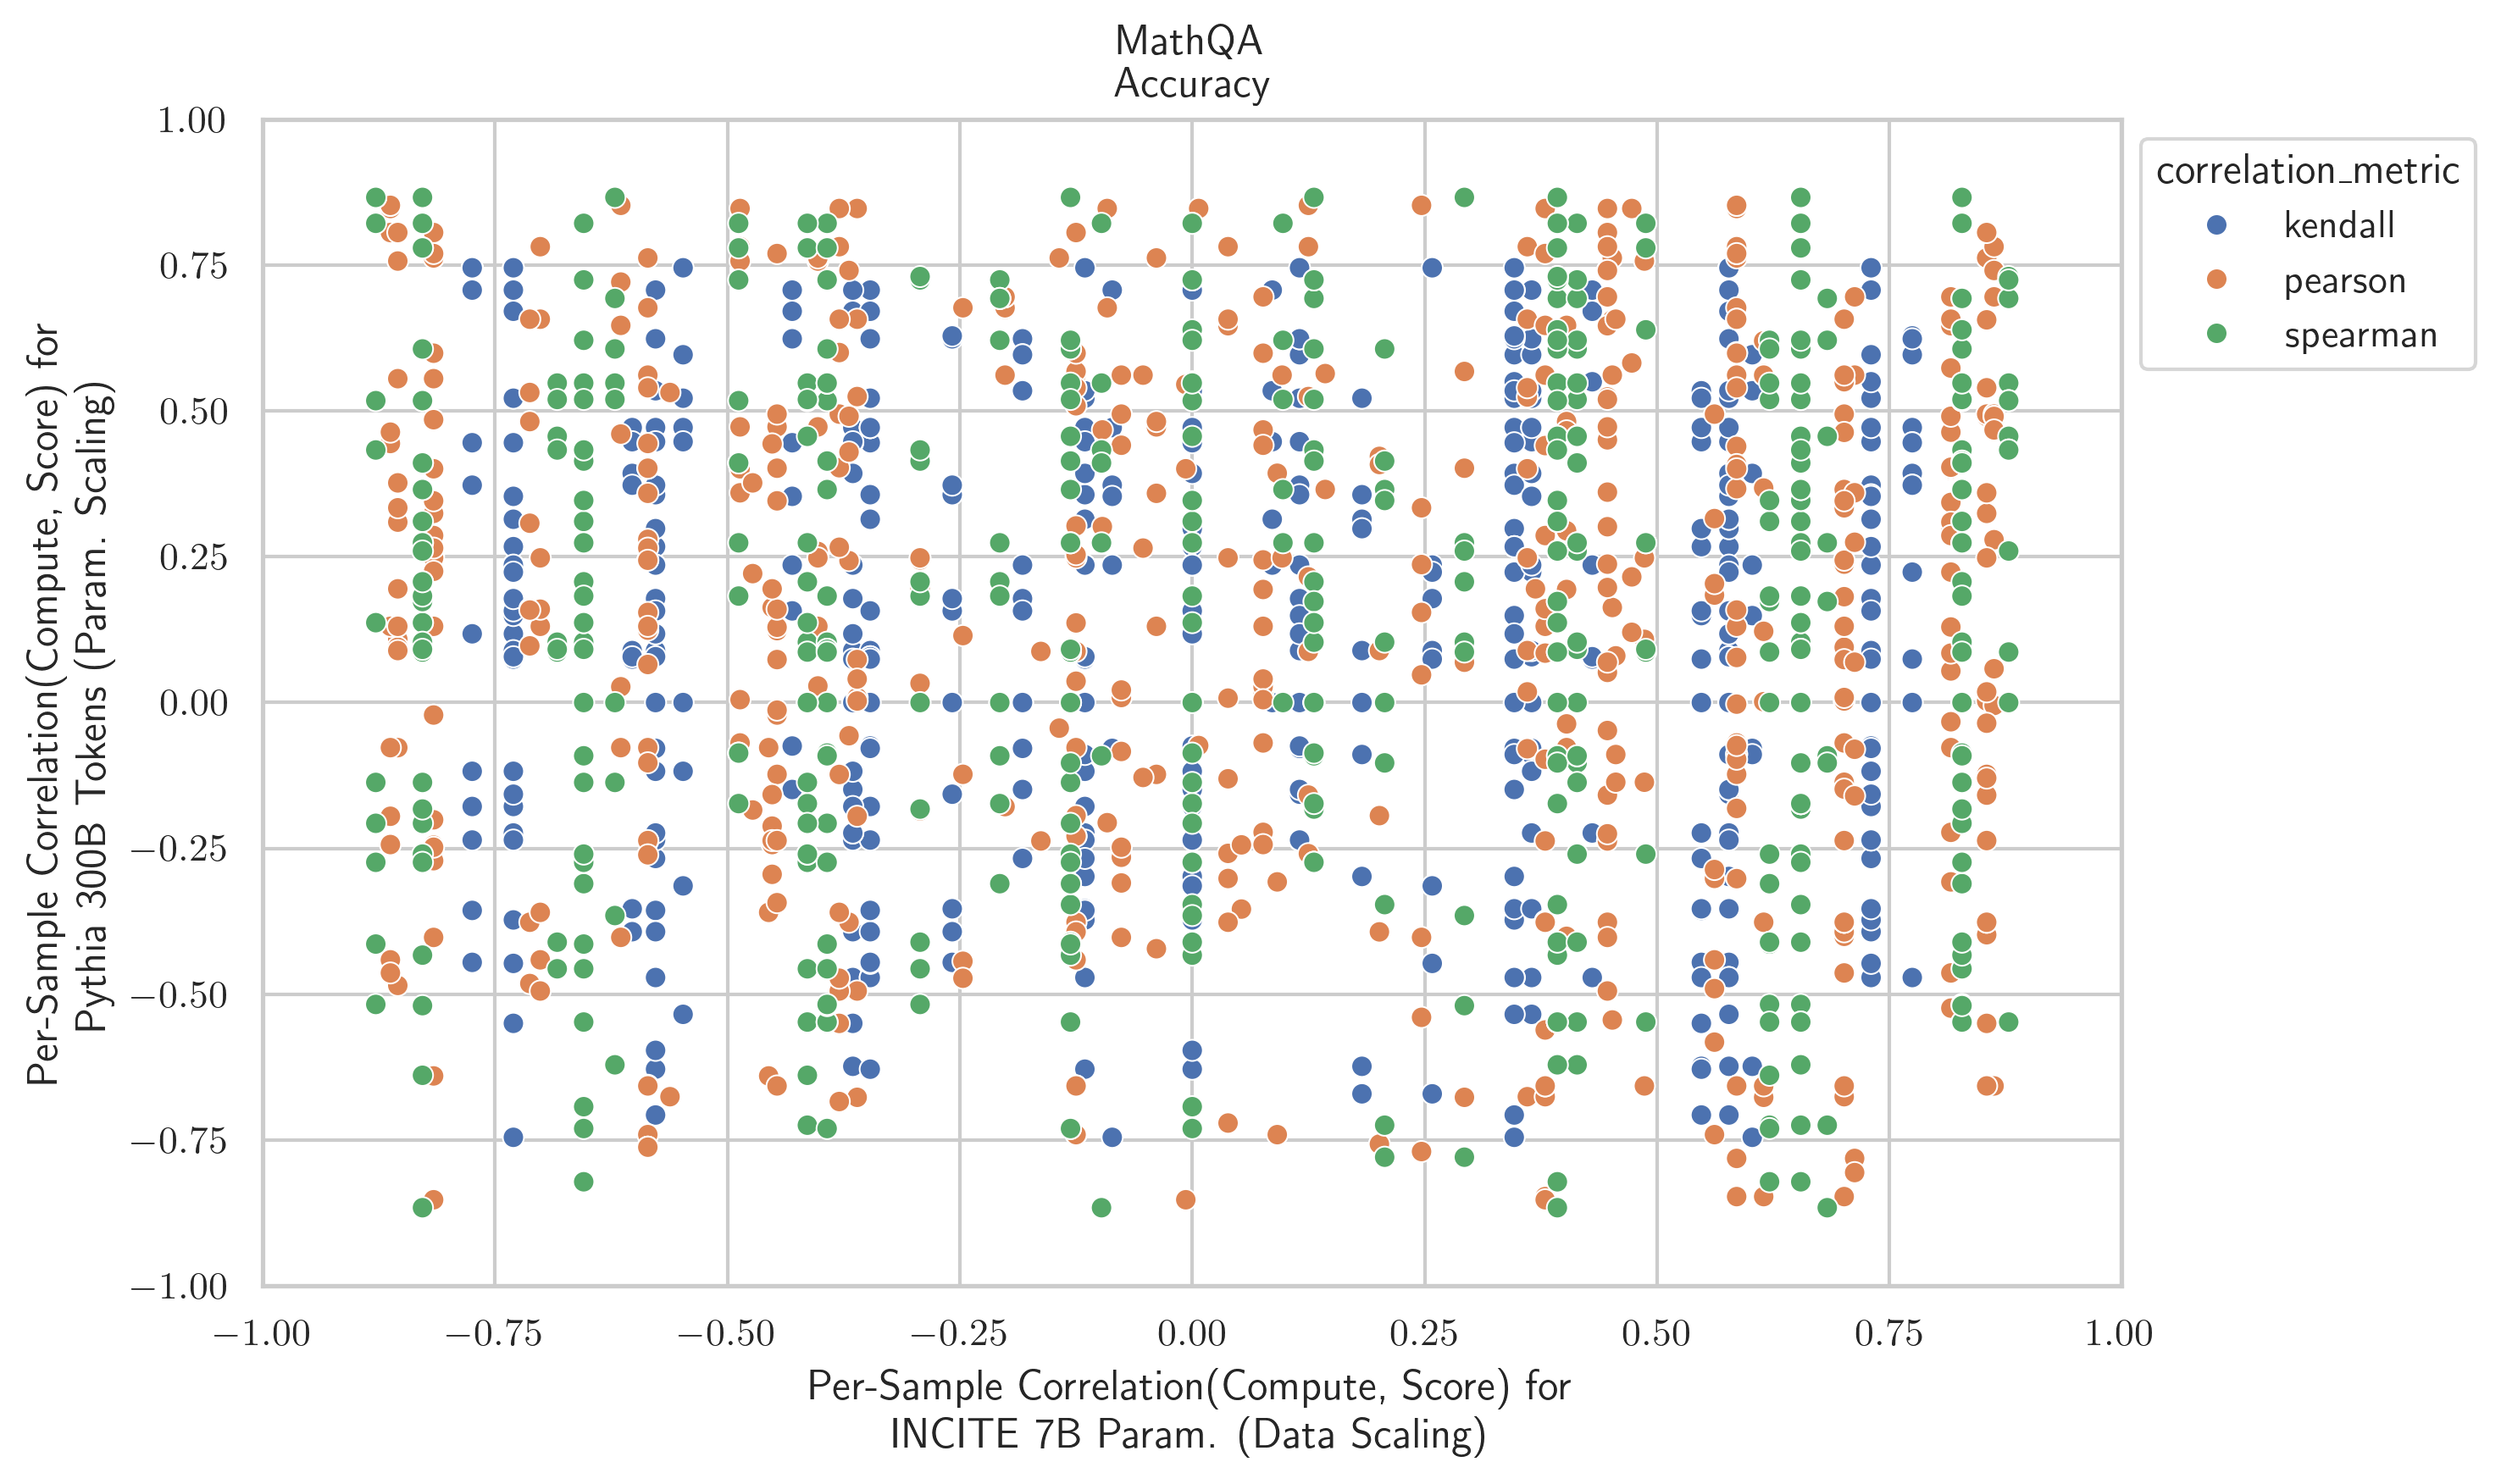 MathQA
Accuracy
Per-Sample Correlation(Compute, Score) for
Pythia 300B Tokens (Param. Scaling)
1.00
0.75
0.50
0.25
0.00
−0.25
−0.50
−0.75
−1.00
−1.00
−0.75
−0.50
−0.25
0.00
0.25
0.50
0.75
1.00
Per-Sample Correlation(Compute, Score) for
INCITE 7B Param. (Data Scaling)
correlation_metric
kendall
pearson
spearman